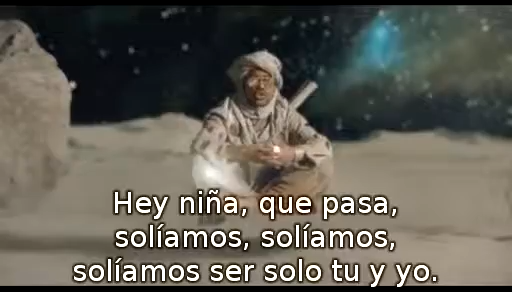 Hey niña, que pasa,
solíamos, solíamos,
solíamos ser solo tu y yo.